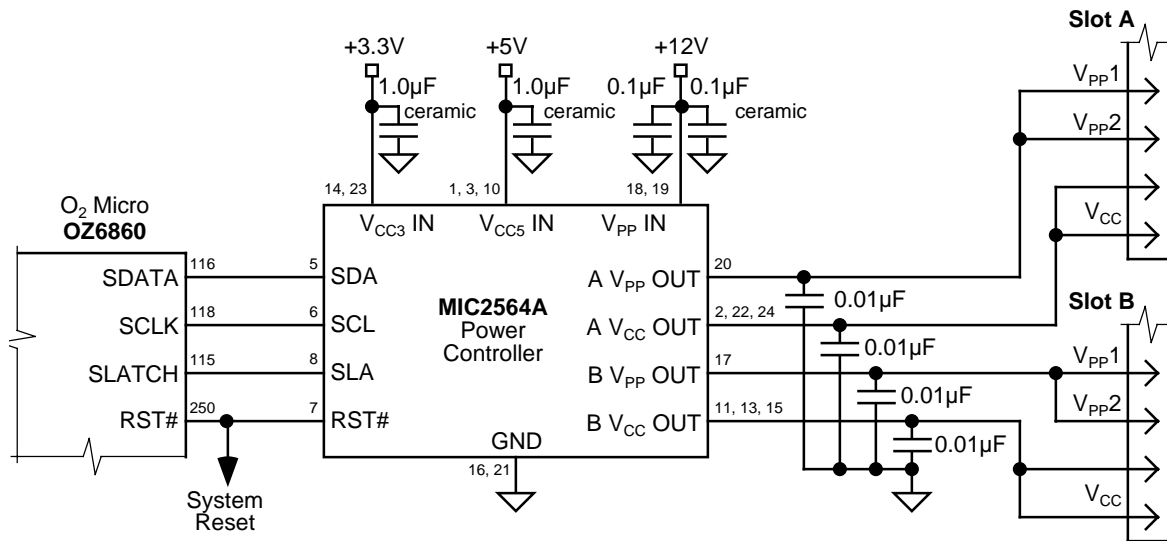 Slot A
+3.3V
+5V
+12V
1.0µF
ceramic
1.0µF
ceramic
0.1µF
0.1µF
ceramic
VPP1
VPP2
VCC
14, 23
1, 3, 10
18, 19
O2 Micro
OZ6860
VCC3 IN
VCC5 IN
VPP IN
SDATA
116
5
SDA
SCLK
118
6
SCL
SLATCH
115
8
SLA
RST#
250
7
RST#
MIC2564A
Power
Controller
A VPP OUT
20
A VCC OUT
2, 22, 24
B VPP OUT
17
B VCC OUT
11, 13, 15
GND
16, 21
0.01µF
0.01µF
0.01µF
0.01µF
Slot B
VPP1
VPP2
VCC
System
Reset